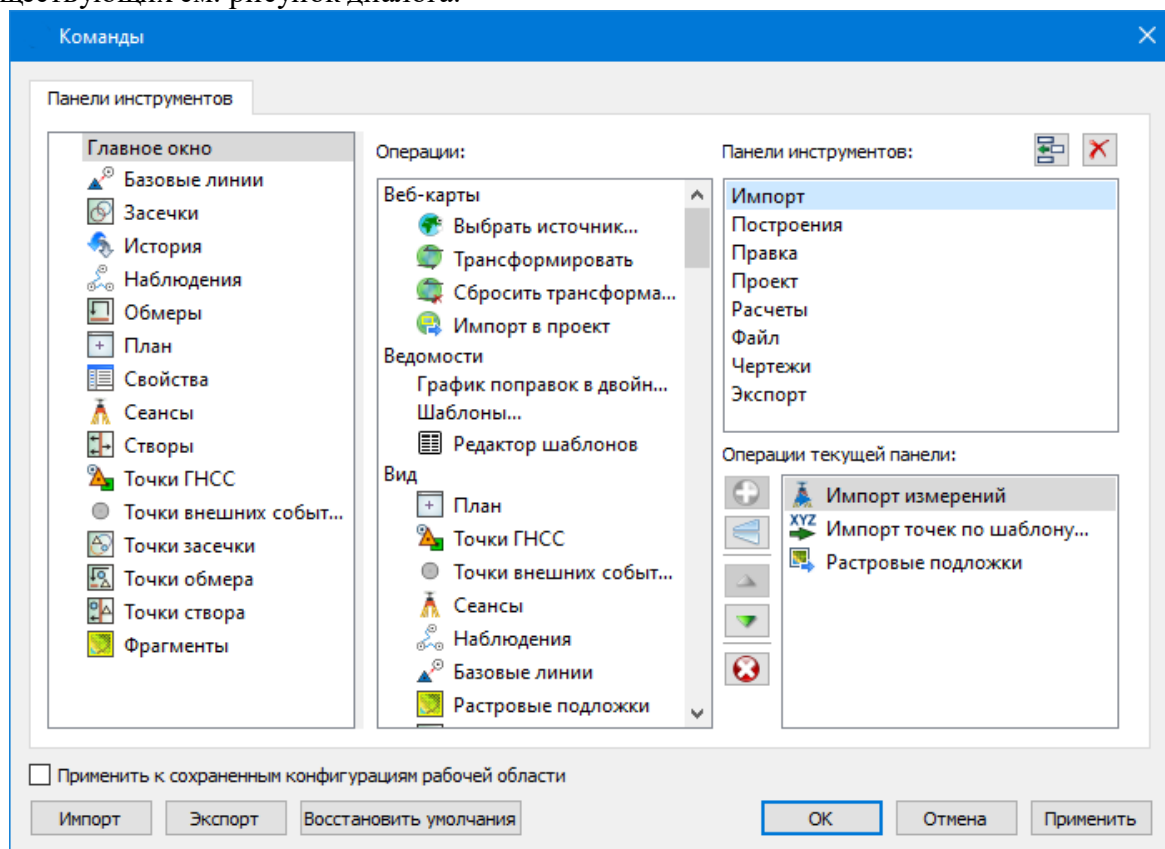 ществующих см. рисунок диалога.
Команды
Панели инструментов
Главное окно
Базовые линии
Засечки
История
Наблюдения
Обмеры
План
Свойства
Сеансы
Створы
Точки ГНСС
Точки внешних событ...
Точки засечки
Точки обмера
Точки створа
Фрагменты
Операции:
Веб-карты
Выбрать источник...
Трансформировать
Сбросить трансформа...
Импорт в проект
Ведомости
График поправок в двойн...
Шаблоны...
Редактор шаблонов
Вид
План
Точки ГНСС
Точки внешних событ...
Сеансы
Наблюдения
Базовые линии
Растровые подложки
Панели инструментов:
Импорт
Построения
Правка
Проект
Расчеты
Файл
Чертежи
Экспорт
Операции текущей панели:
Импорт измерений
XYZ Импорт точек по шаблону...
Растровые подложки
Применить к сохраненным конфигурациям рабочей области
Импорт Экспорт Восстановить умолчания OK Отмена Применить